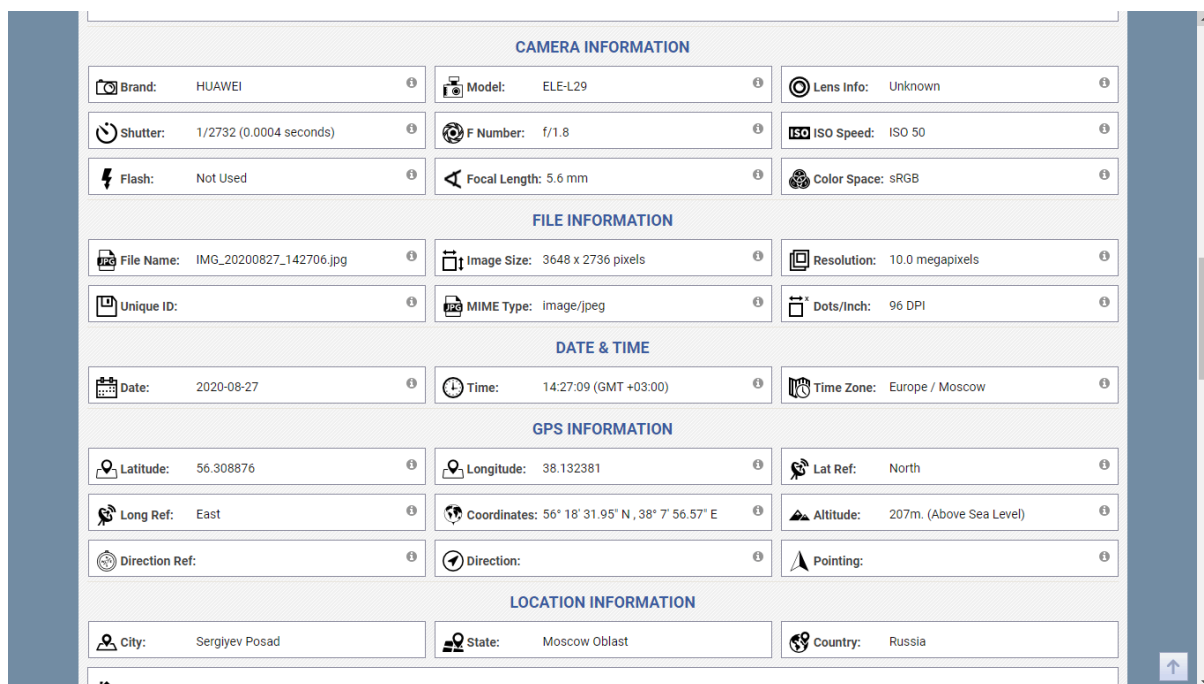 CAMERA INFORMATION
Brand: HUAWEI
Model: ELE-L29
Lens Info: Unknown
Shutter: 1/2732 (0.0004 seconds)
F Number: f/1.8
ISO ISO Speed: ISO 50
Flash: Not Used
Focal Length: 5.6 mm
Color Space: sRGB
FILE INFORMATION
JPG File Name: IMG_20200827_142706.jpg
Image Size: 3648 x 2736 pixels
Resolution: 10.0 megapixels
Unique ID:
JPG MIME Type: image/jpeg
Dots/Inch: 96 DPI
DATE & TIME
Date: 2020-08-27
Time: 14:27:09 (GMT +03:00)
Time Zone: Europe / Moscow
GPS INFORMATION
Latitude: 56.308876
Longitude: 38.132381
Lat Ref: North
Long Ref: East
Coordinates: 56° 18' 31.95" N , 38° 7' 56.57" E
Altitude: 207m. (Above Sea Level)
Direction Ref:
Direction:
Pointing:
LOCATION INFORMATION
City: Sergiyev Posad
State: Moscow Oblast
Country: Russia